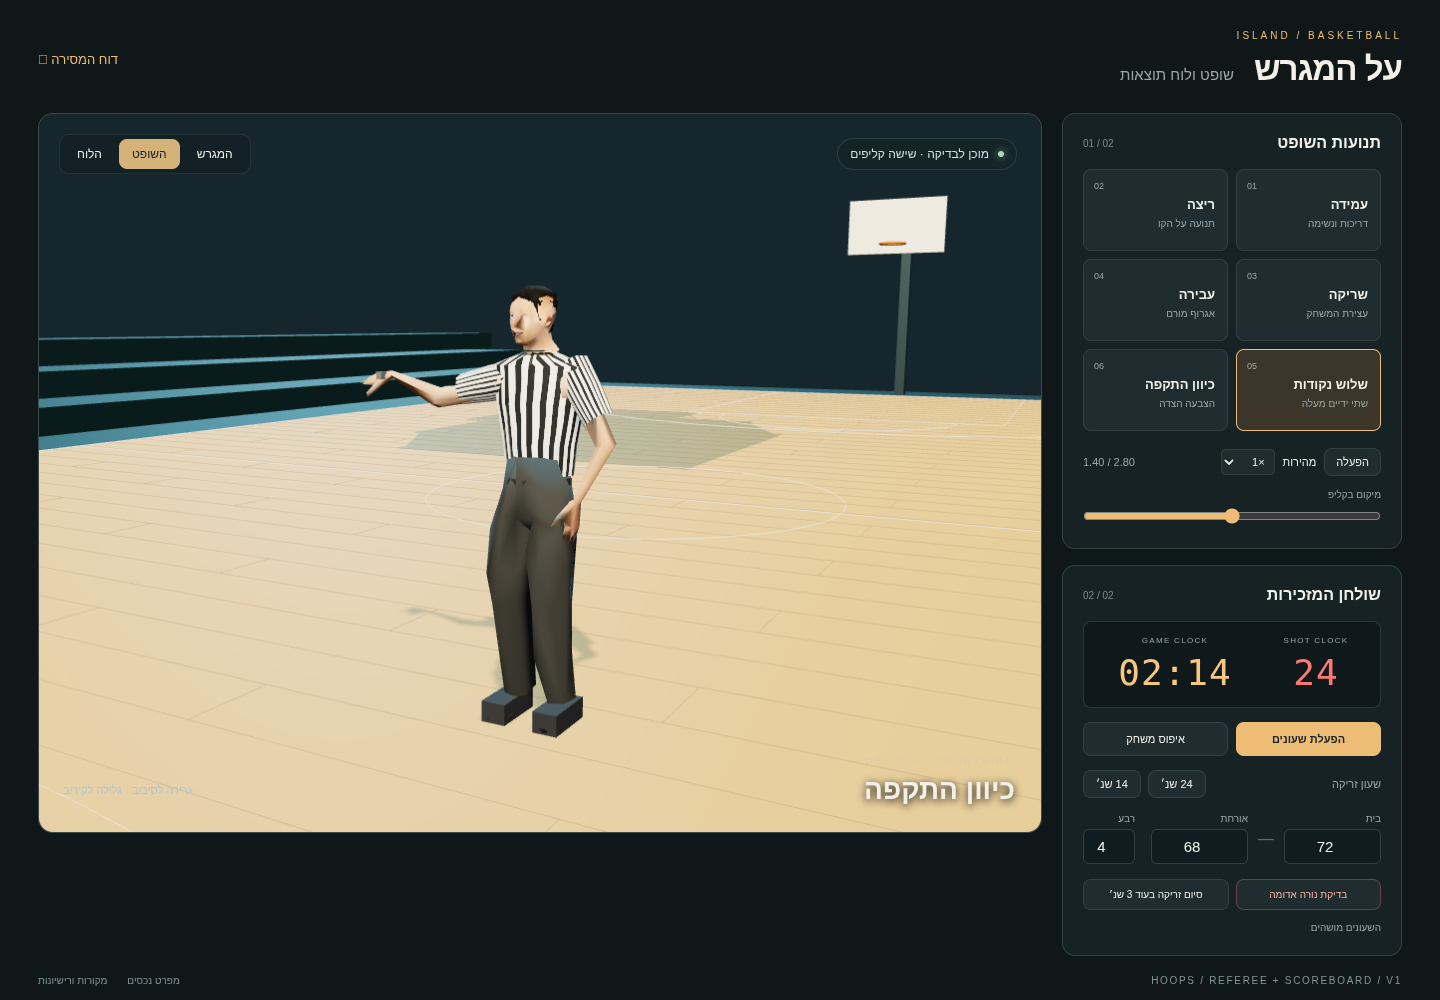 ISLAND / BASKETBALL
על המגרש שופט ולוח תוצאות
דוח המסירה
תנועות השופט
01 / 02
01
עמידה
דריכות ונשימה
02
ריצה
תנועה על הקו
03
שריקה
עצירת המשחק
04
עבירה
אגרוף מורם
05
שלוש נקודות
שתי ידיים מעלה
06
כיוון התקפה
הצבעה הצדה
הפעלה
מהירות
1×
1.40 / 2.80
מיקום בקליפ
שולחן המזכירות
02 / 02
SHOT CLOCK
24
GAME CLOCK
02:14
הפעלת שעונים
איפוס משחק
שעון זריקה
24 שנ׳
14 שנ׳
בית
72
—
אורחת
68
רבע
4
בדיקת נורה אדומה
סיום זריקה בעוד 3 שנ׳
השעונים מושהים
מוכן לבדיקה · שישה קליפים
המגרש
השופט
הלוח
כיוון התקפה
גרירה לסיבוב · גלילה לקירוב
HOOPS / REFEREE + SCOREBOARD / V1
מפרט נכסים
מקורות ורישיונות